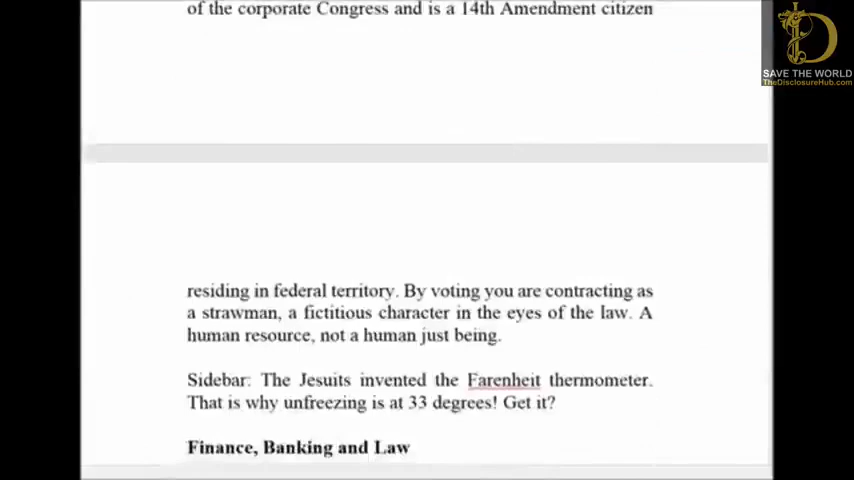 of the corporate Congress and is a 14th Amendment citizen
D
SAVE THE WORLD
TheDisclosureHub.com
residing in federal territory. By voting you are contracting as
a strawman, a fictitious character in the eyes of the law. A
human resource, not a human just being.
Sidebar: The Jesuits invented the Farenheit thermometer.
That is why unfreezing is at 33 degrees! Get it?
Finance, Banking and Law